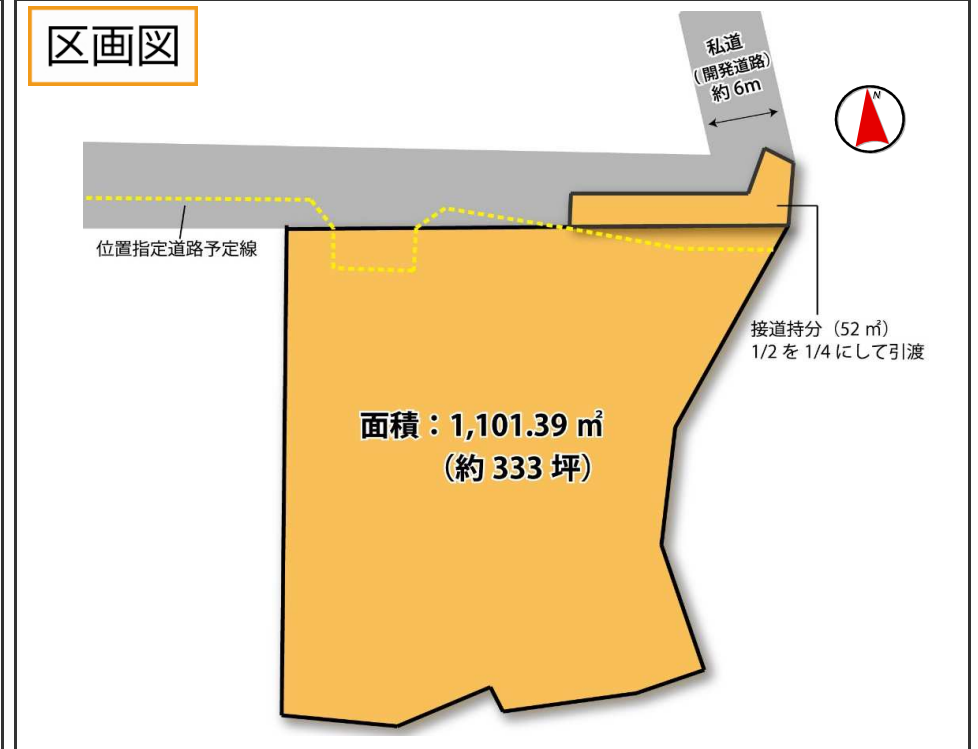 区画図
私道
（開発道路）
約 6m
N
位置指定道路予定線
接道持分（52 ㎡）
1/2 を 1/4 にして引渡
面積：1,101.39 ㎡
（約 333 坪）